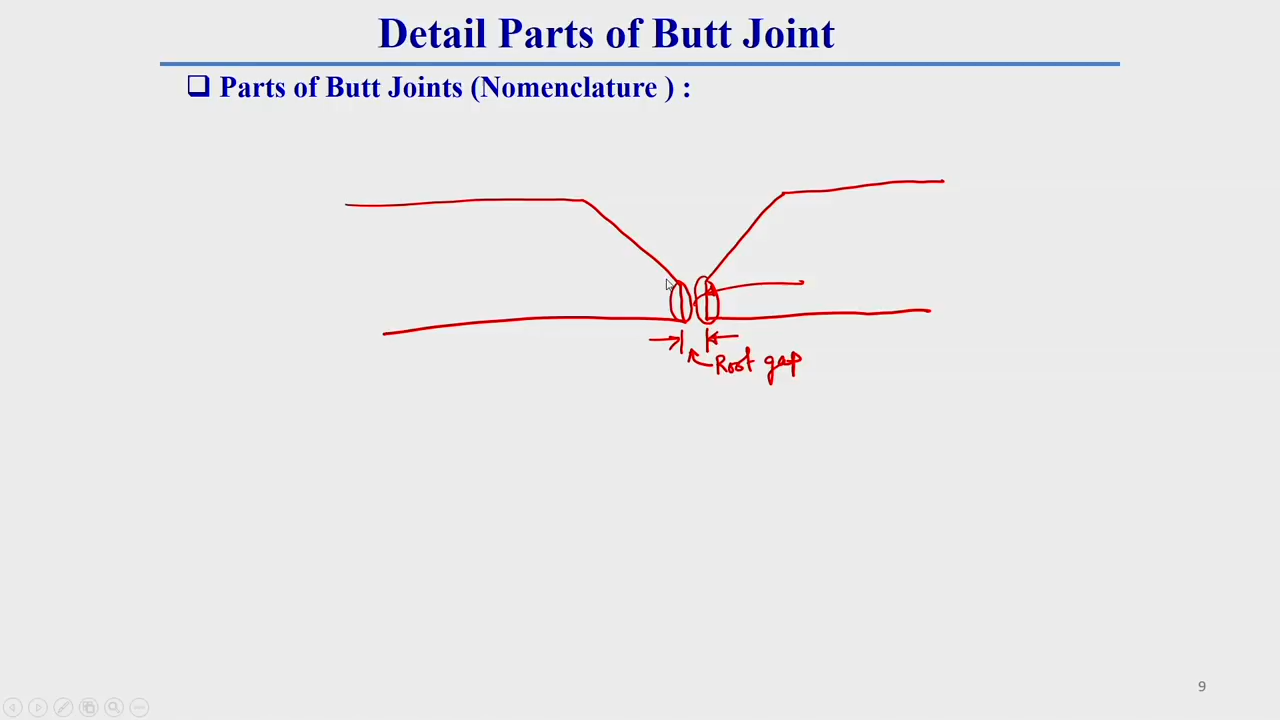 Detail Parts of Butt Joint
❑ Parts of Butt Joints (Nomenclature ) :
Root gap
9